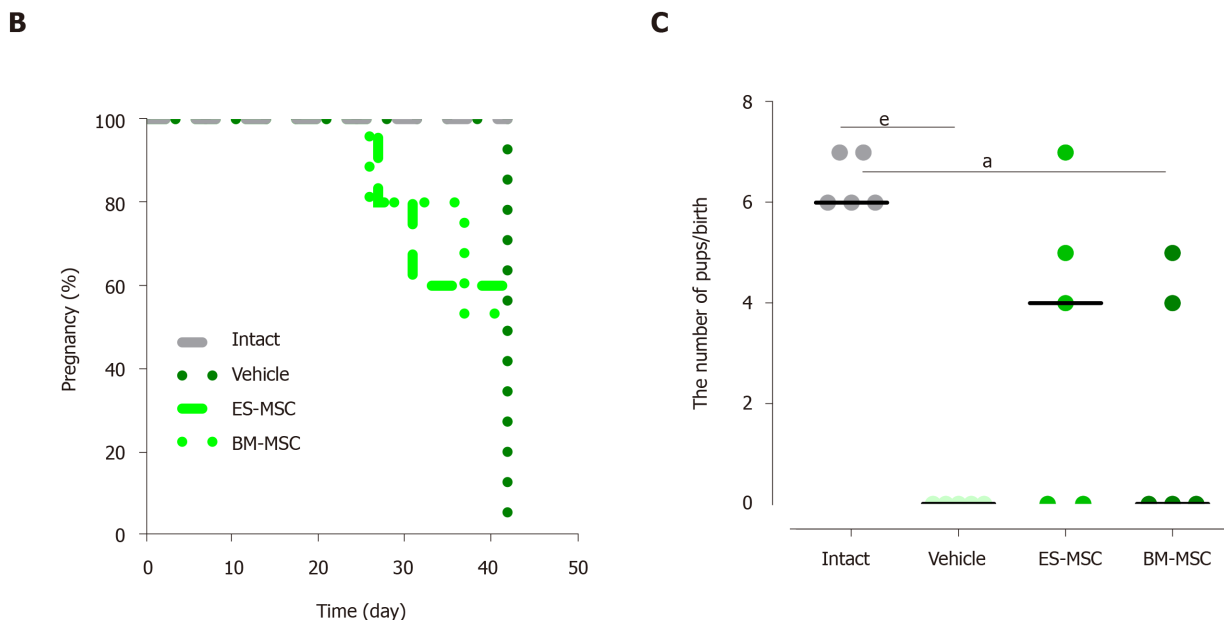 B
Pregnancy (%)
100
80
60
40
20
0
Intact
Vehicle
ES-MSC
BM-MSC
0 10 20 30 40 50
Time (day)
C
The number of pups/birth
8
6
4
2
0
e
a
Intact Vehicle ES-MSC BM-MSC